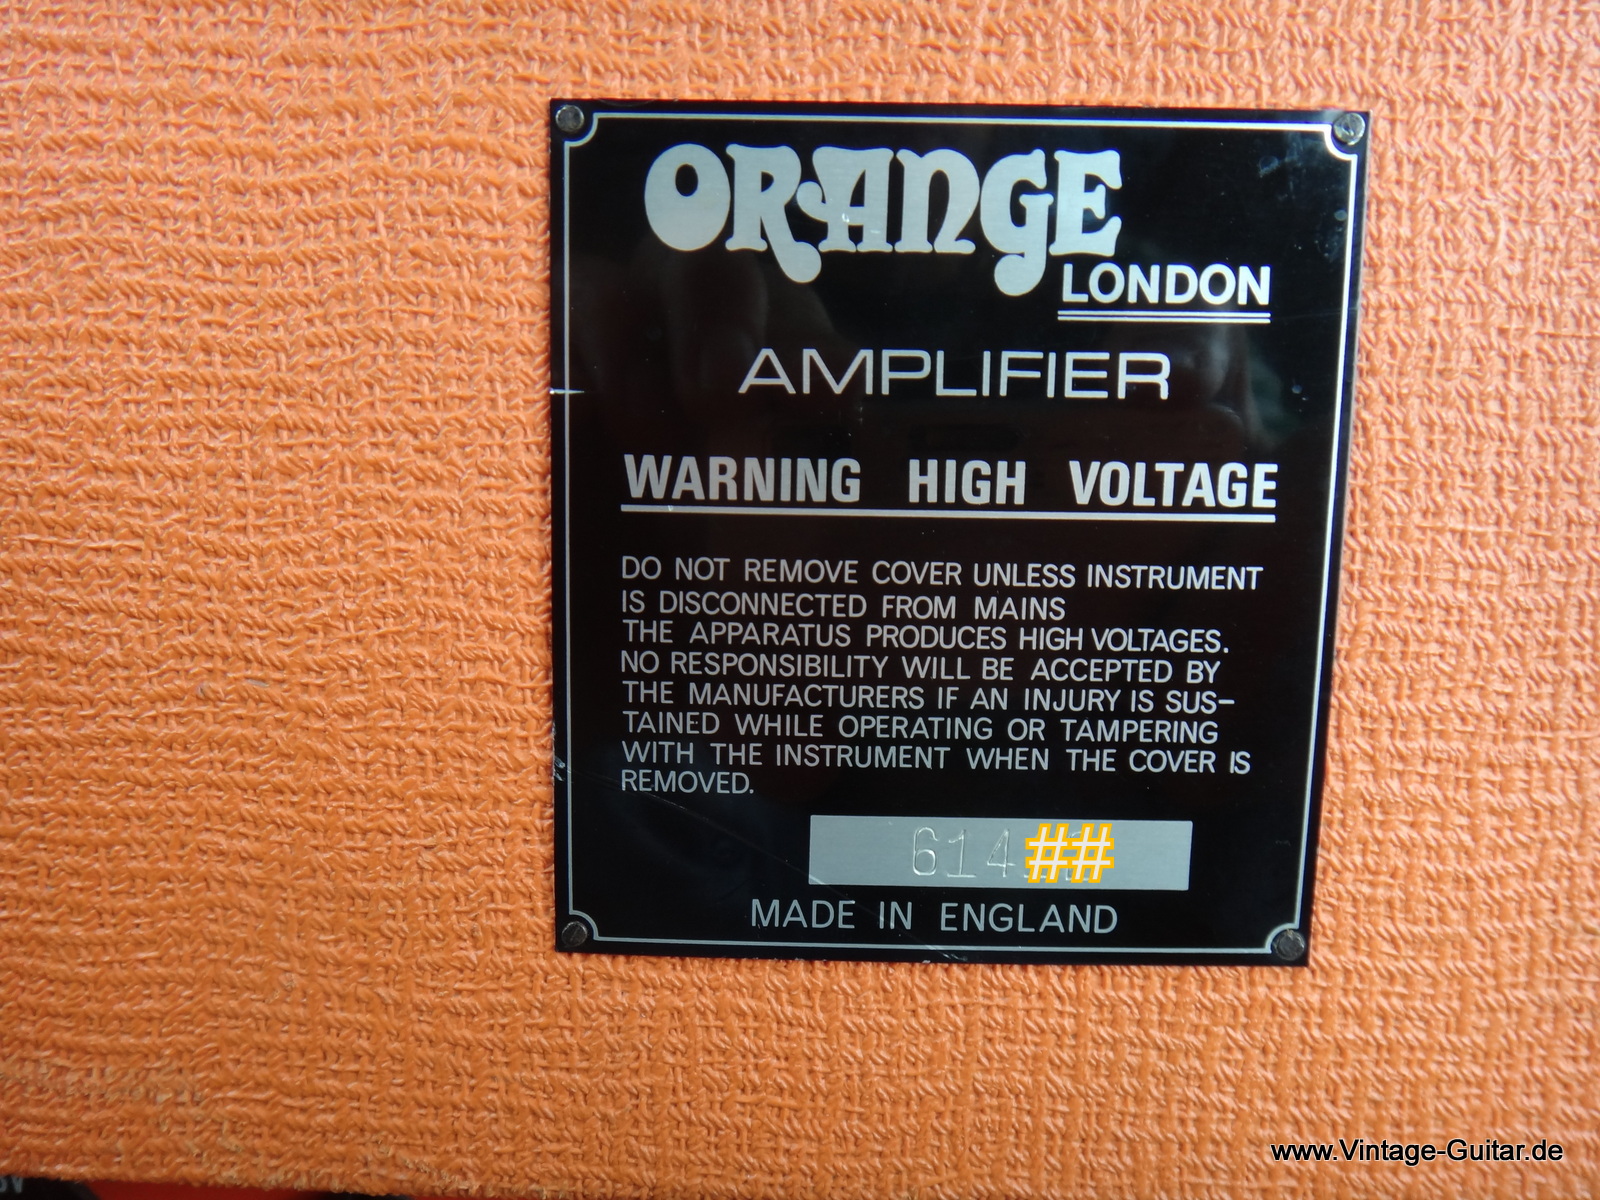 ORANGE
LONDON
AMPLIFIER
WARNING HIGH VOLTAGE
DO NOT REMOVE COVER UNLESS INSTRUMENT
IS DISCONNECTED FROM MAINS
THE APPARATUS PRODUCES HIGH VOLTAGES.
NO RESPONSIBILITY WILL BE ACCEPTED BY
THE MANUFACTURERS IF AN INJURY IS SUS-
TAINED WHILE OPERATING OR TAMPERING
WITH THE INSTRUMENT WHEN THE COVER IS
REMOVED.
614##
MADE IN ENGLAND
www.Vintage-Guitar.de